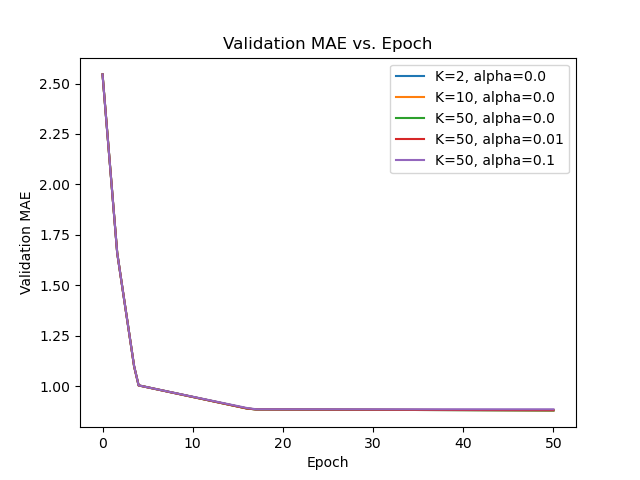 Validation MAE vs. Epoch
K=2, alpha=0.0
K=10, alpha=0.0
K=50, alpha=0.0
K=50, alpha=0.01
K=50, alpha=0.1
2.50
2.25
2.00
1.75
1.50
1.25
1.00
Validation MAE
0 10 20 30 40 50
Epoch